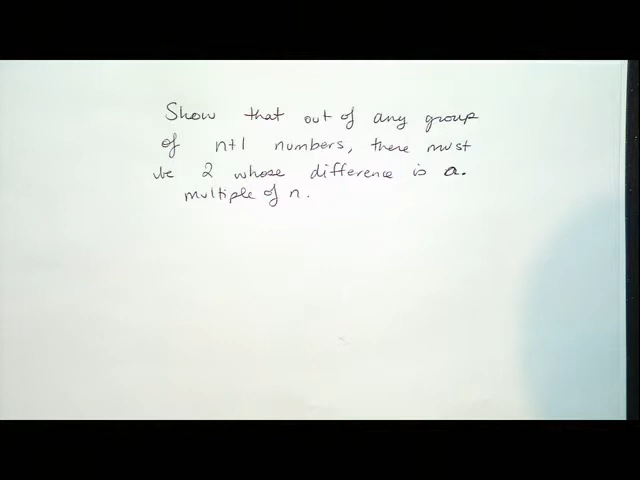 Show that out of any group
of n+1 numbers, there must
be 2 whose difference is a.
multiple of n.